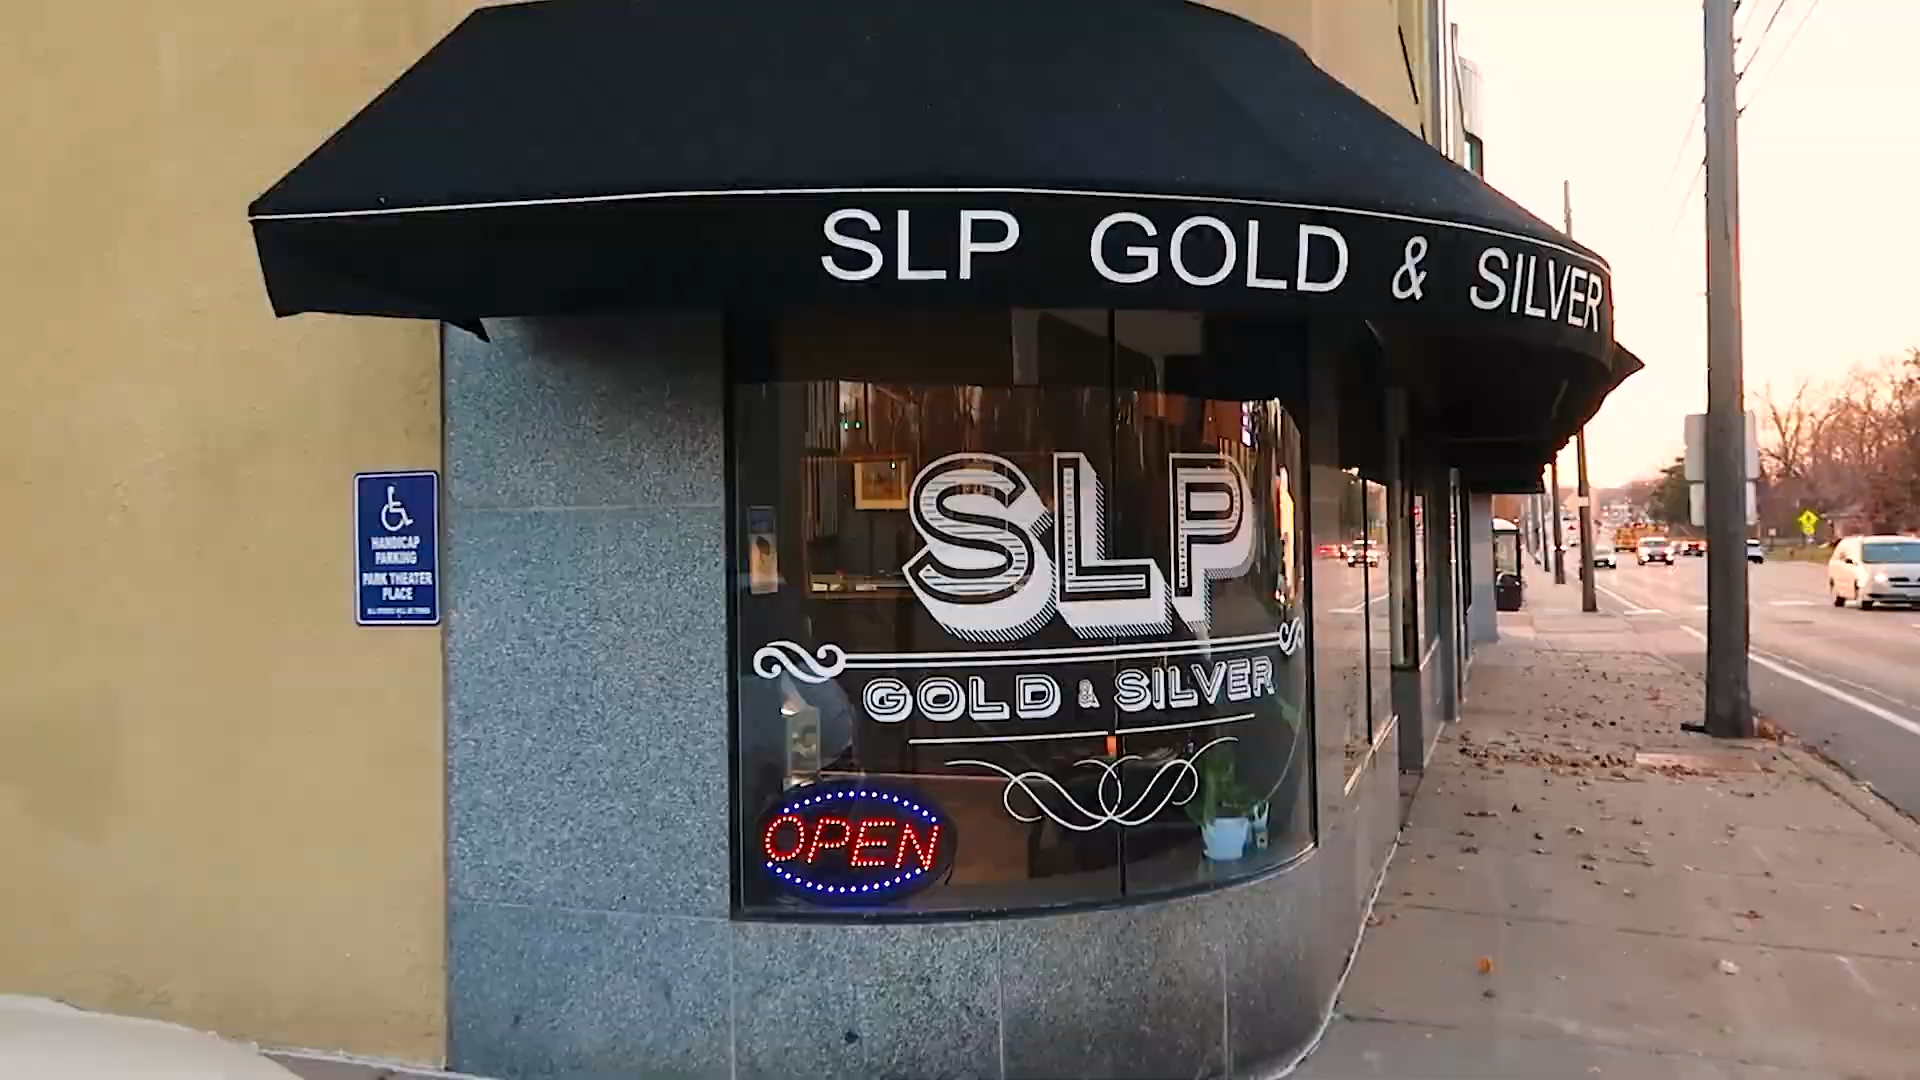 SLP GOLD & SILVER
SLP
GOLD & SILVER
OPEN
HANDICAP
PARKING
PARK THEATER
PLACE